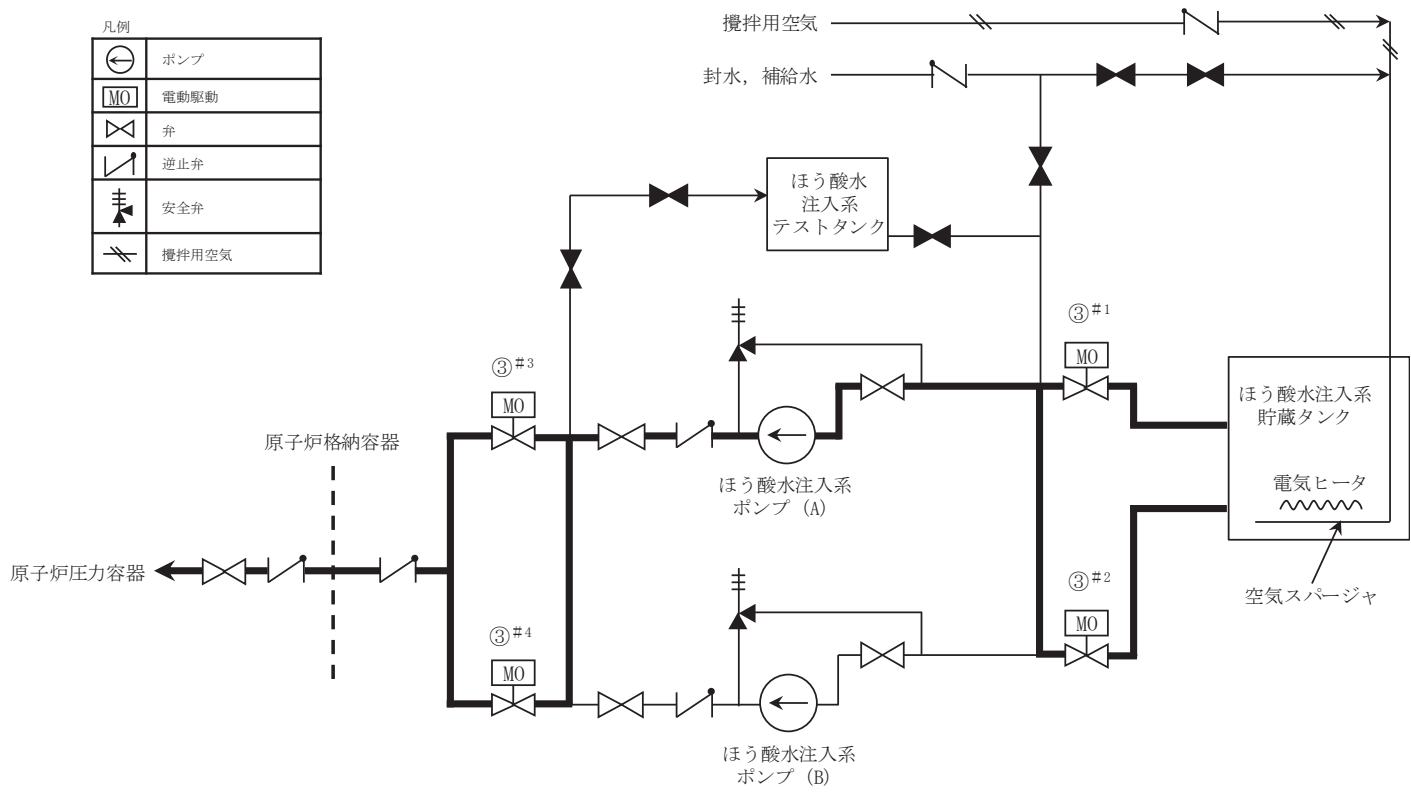 凡例
ポンプ
MO
電動駆動
弁
逆止弁
安全弁
攪拌用空気
攪拌用空気
封水，補給水
ほう酸水
注入系
テストタンク
③#1
MO
③#3
MO
ほう酸水注入系
貯蔵タンク
電気ヒータ
空気スパージャ
原子炉格納容器
ほう酸水注入系
ポンプ（A）
原子炉圧力容器
③#2
MO
③#4
MO
ほう酸水注入系
ポンプ（B）